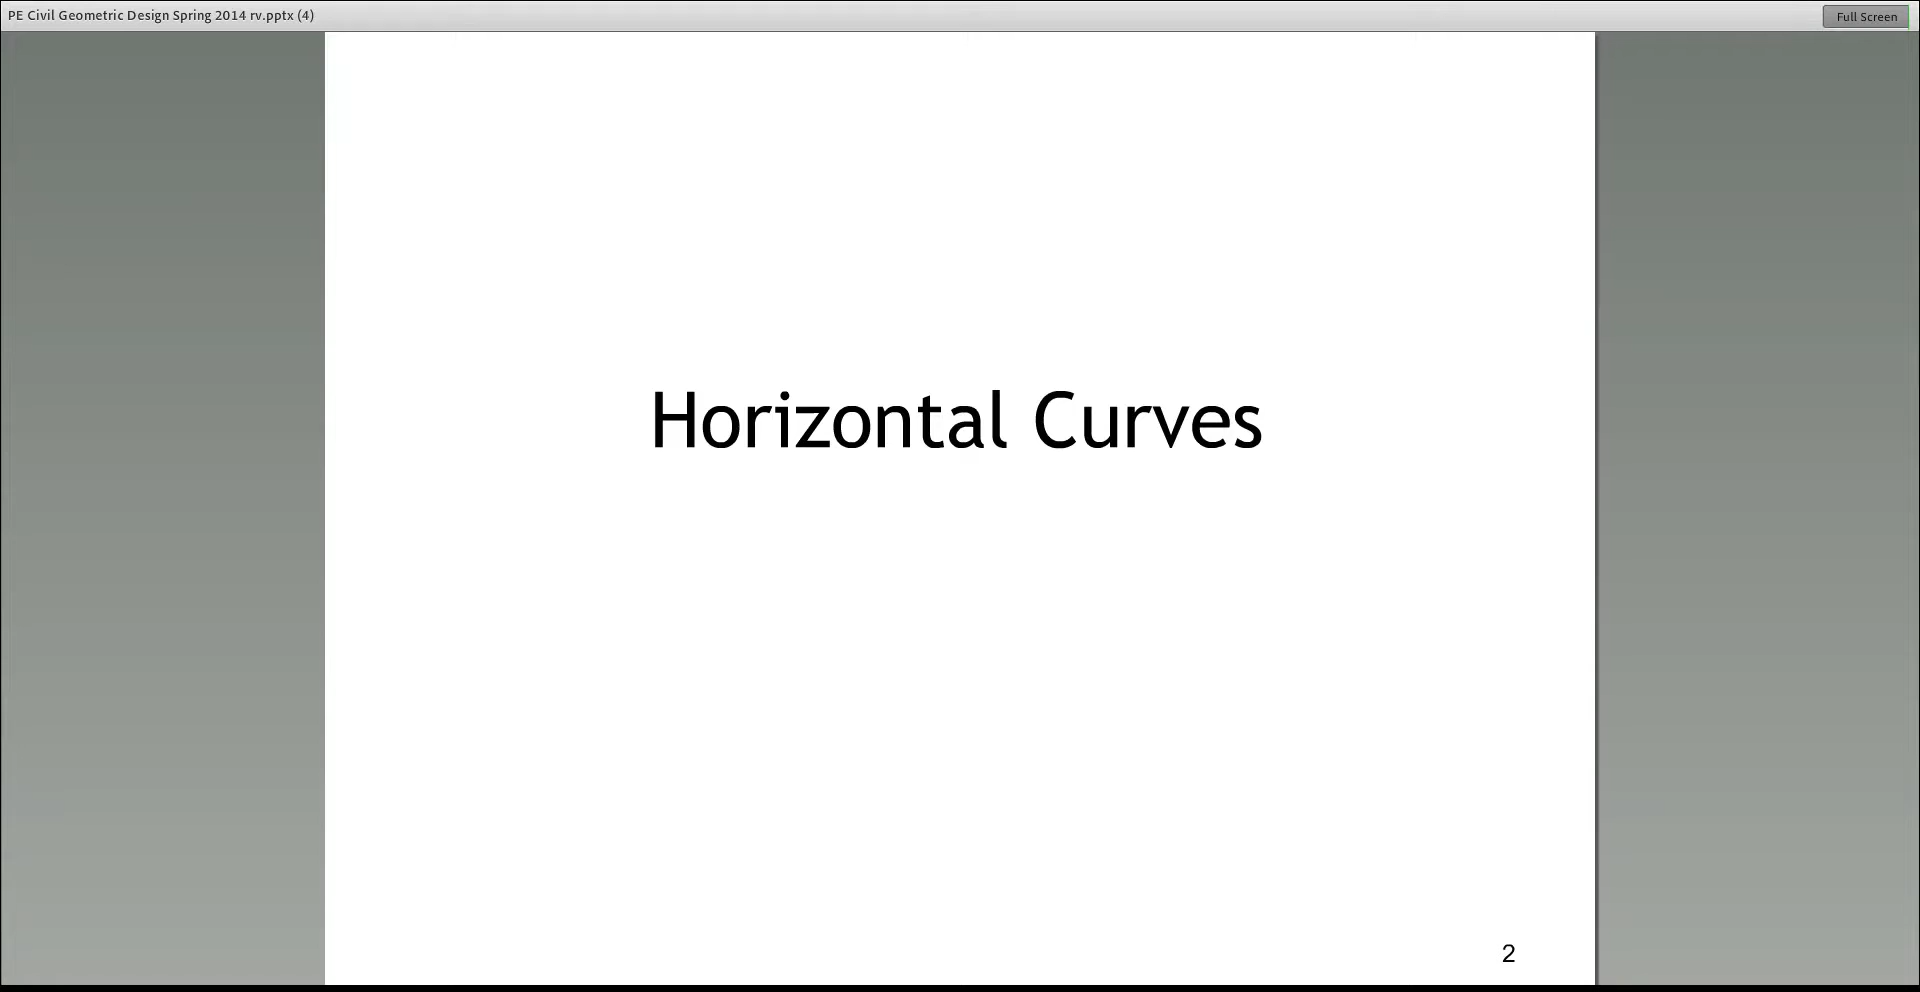 PE Civil Geometric Design Spring 2014 rv.pptx (4)
Full Screen
Horizontal Curves
2